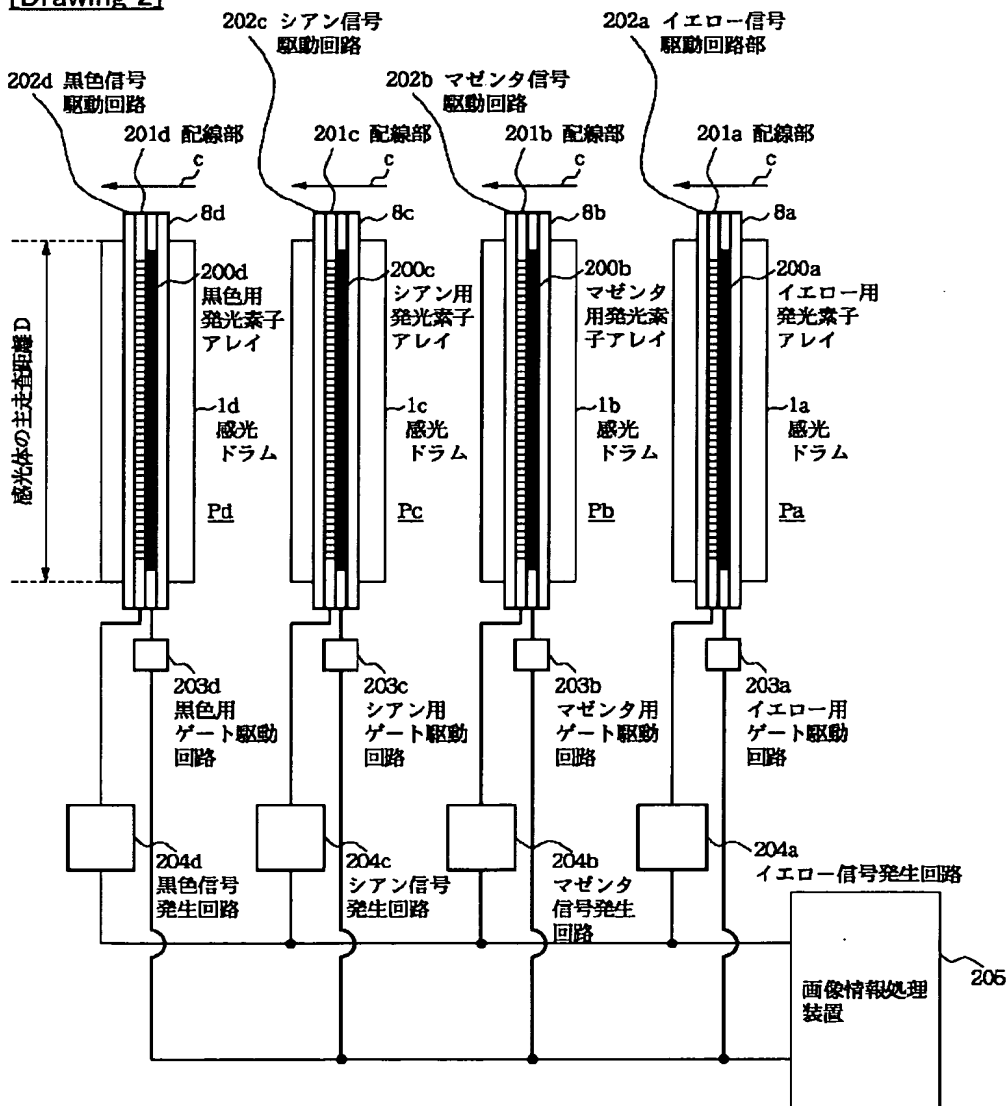 [Drawing 2]
202c シアン信号
駆動回路
202a イエロー信号
駆動回路部
202d 黒色信号
駆動回路
202b マゼンタ信号
駆動回路
201d 配線部
201c 配線部
201b 配線部
201a 配線部
c
c
c
c
8d
8c
8b
8a
200d
黒色用
発光素子
アレイ
200c
シアン用
発光素子
アレイ
200b
マゼンタ
用発光素
子アレイ
200a
イエロー用
発光素子
アレイ
感光体の主走査距離D
1d
感光
ドラム
1c
感光
ドラム
1b
感光
ドラム
1a
感光
ドラム
Pd
Pc
Pb
Pa
203d
黒色用
ゲート駆動
回路
203c
シアン用
ゲート駆動
回路
203b
マゼンタ用
ゲート駆動
回路
203a
イエロー用
ゲート駆動
回路
204d
黒色信号
発生回路
204c
シアン信号
発生回路
204b
マゼンタ
信号発生
回路
204a
イエロー信号発生回路
画像情報処理
装置
205